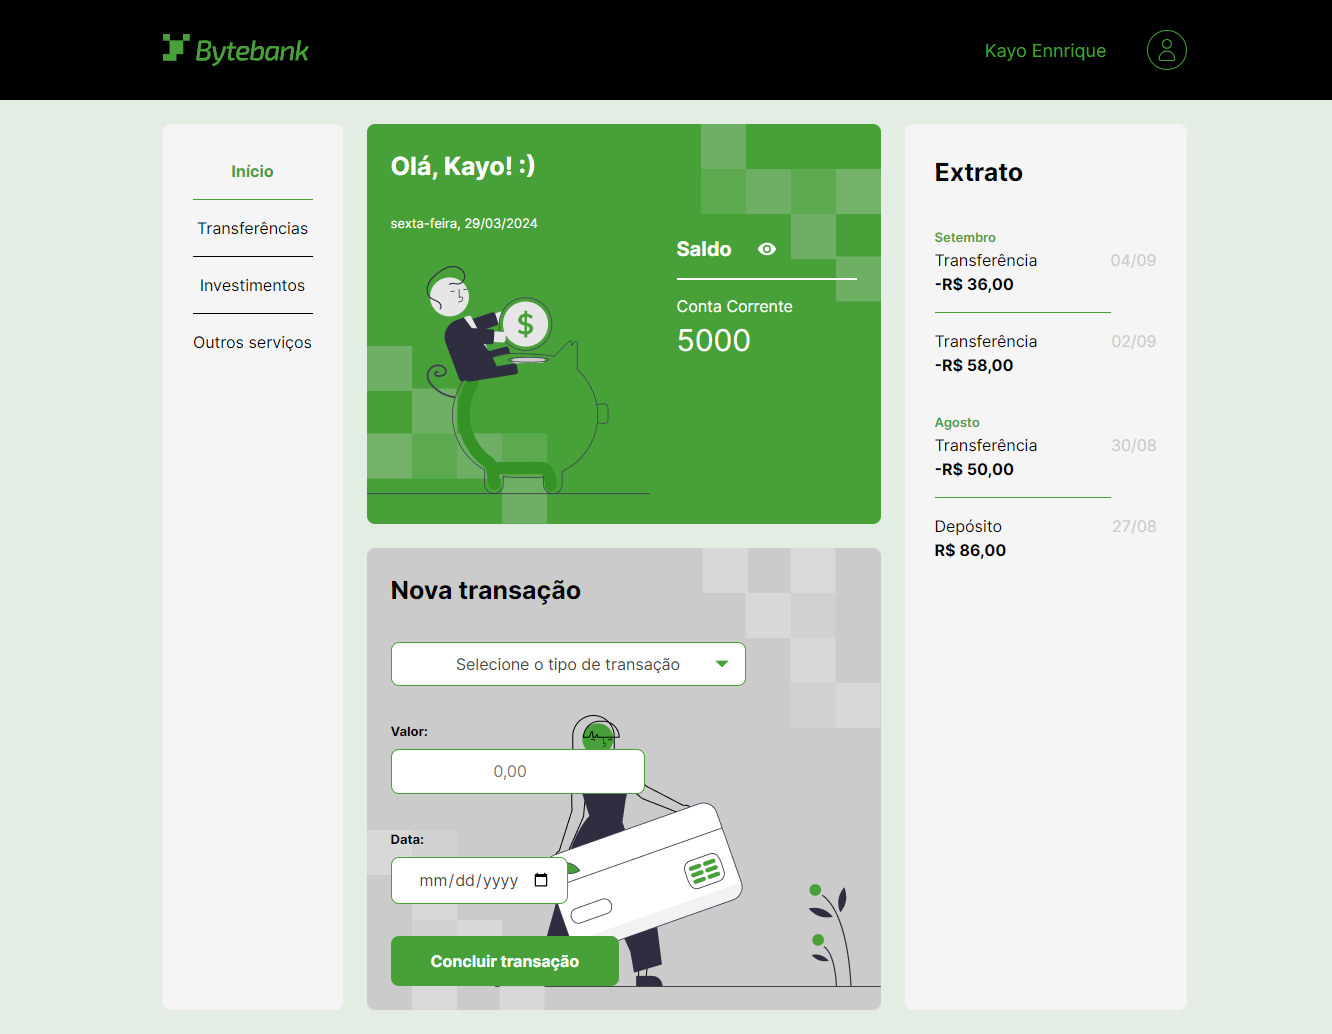 Bytebank
Kayo Ennrique
Início
Transferências
Investimentos
Outros serviços
Olá, Kayo! :)
sexta-feira, 29/03/2024
Saldo
Conta Corrente
5000
$
Nova transação
Selecione o tipo de transação
Valor:
0,00
Data:
mm/dd/yyyy
Concluir transação
Extrato
Setembro
Transferência 04/09
-R$ 36,00
Transferência 02/09
-R$ 58,00
Agosto
Transferência 30/08
-R$ 50,00
Depósito 27/08
R$ 86,00